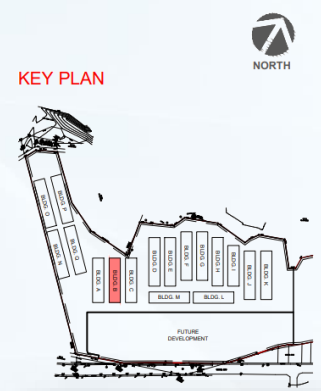 NORTH
KEY PLAN
BLDG. O
BLDG. P
BLDG. N
BLDG. Q
BLDG. A
BLDG. B
BLDG. C
BLDG. D
BLDG. E
BLDG. F
BLDG. G
BLDG. H
BLDG. I
BLDG. J
BLDG. K
BLDG. M
BLDG. L
FUTURE
DEVELOPMENT